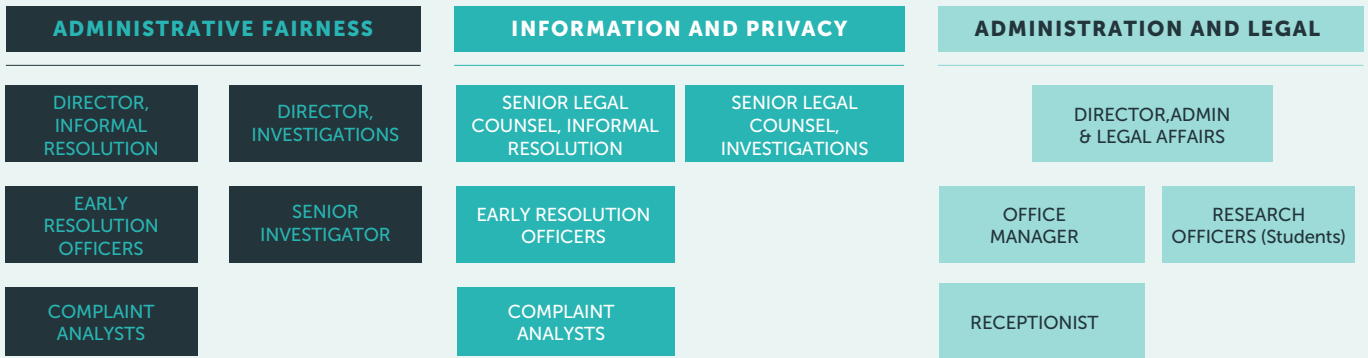 ADMINISTRATIVE FAIRNESS
DIRECTOR,
INFORMAL
RESOLUTION
DIRECTOR,
INVESTIGATIONS
EARLY
RESOLUTION
OFFICERS
SENIOR
INVESTIGATOR
COMPLAINT
ANALYSTS
INFORMATION AND PRIVACY
SENIOR LEGAL
COUNSEL, INFORMAL
RESOLUTION
SENIOR LEGAL
COUNSEL,
INVESTIGATIONS
EARLY RESOLUTION
OFFICERS
COMPLAINT
ANALYSTS
ADMINISTRATION AND LEGAL
DIRECTOR,ADMIN
& LEGAL AFFAIRS
OFFICE
MANAGER
RESEARCH
OFFICERS (Students)
RECEPTIONIST